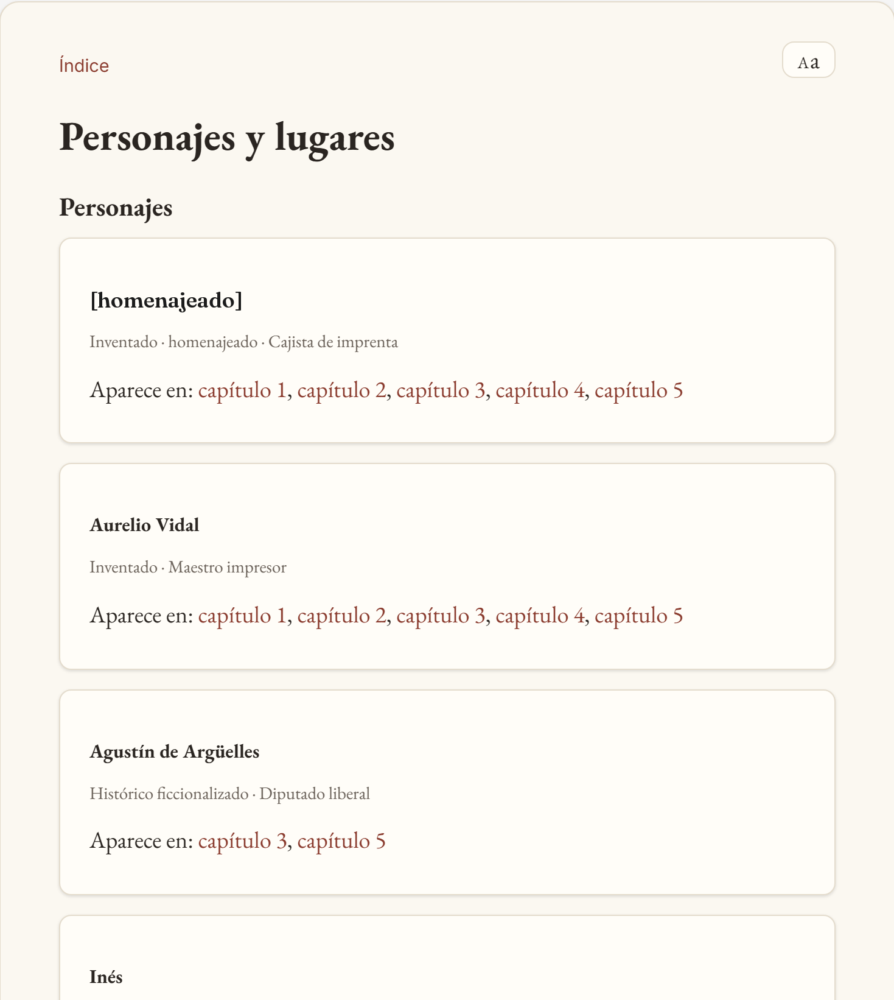 Índice
Aa
Personajes y lugares
Personajes
[homenajeado]
Inventado · homenajeado · Cajista de imprenta
Aparece en: capítulo 1, capítulo 2, capítulo 3, capítulo 4, capítulo 5
Aurelio Vidal
Inventado · Maestro impresor
Aparece en: capítulo 1, capítulo 2, capítulo 3, capítulo 4, capítulo 5
Agustín de Argüelles
Histórico ficcionalizado · Diputado liberal
Aparece en: capítulo 3, capítulo 5
Inés